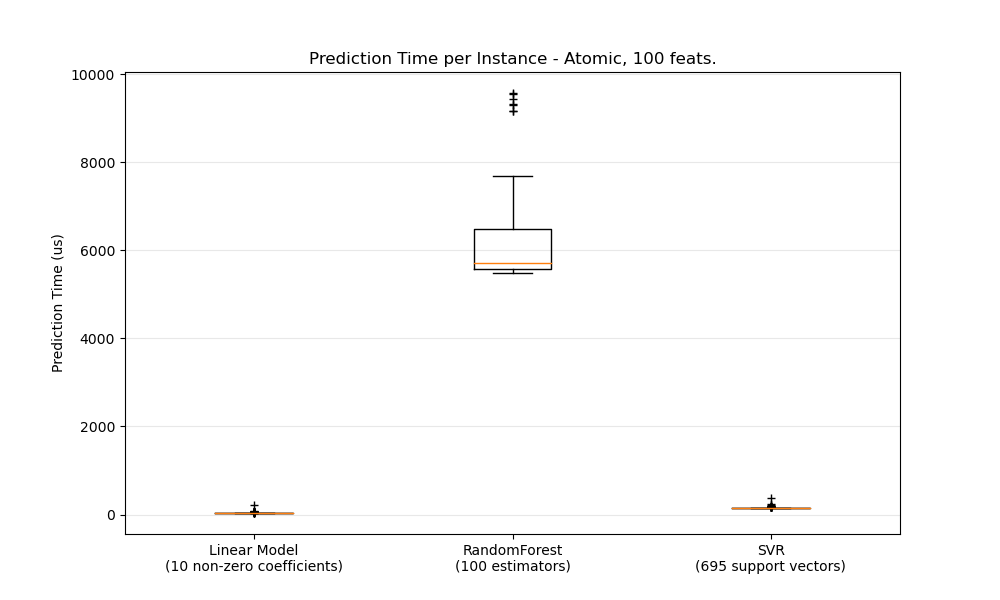 Prediction Time per Instance - Atomic, 100 feats.
Prediction Time (us)
10000
8000
6000
4000
2000
0
Linear Model
(10 non-zero coefficients)
RandomForest
(100 estimators)
SVR
(695 support vectors)